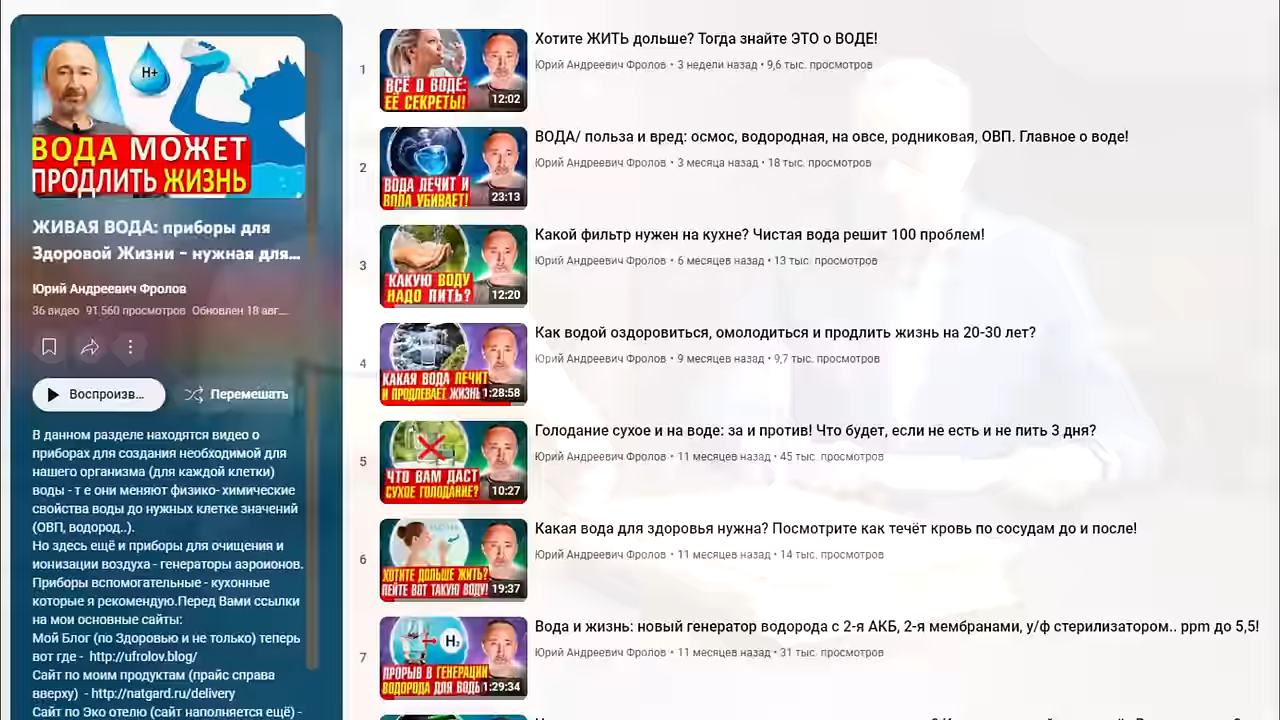 H+
ВОДА МОЖЕТ
ПРОДЛИТЬ ЖИЗНЬ
ЖИВАЯ ВОДА: приборы для
Здоровой Жизни - нужная для...
Юрий Андреевич Фролов
36 видео 91 560 просмотров Обновлен 18 авг....
Воспроизв...
Перемешать
В данном разделе находятся видео о
приборах для создания необходимой для
нашего организма (для каждой клетки)
воды - т е они меняют физико- химические
свойства воды до нужных клетке значений
(ОВП, водород..).
Но здесь ещё и приборы для очищения и
ионизации воздуха - генераторы аэроионов.
Приборы вспомогательные - кухонные
которые я рекомендую.Перед Вами ссылки
на мои основные сайты:
Мой Блог (по Здоровью и не только) теперь
вот где - http://ufrolov.blog/
Сайт по моим продуктам (прайс справа
вверху) - http://natgard.ru/delivery
Сайт по Эко отелю (сайт наполняется ещё) -
1
ВСЕ О ВОДЕ:
ЕЁ СЕКРЕТЫ!
12:02
Хотите ЖИТЬ дольше? Тогда знайте ЭТО о ВОДЕ!
Юрий Андреевич Фролов • 3 недели назад • 9,6 тыс. просмотров
2
ВОДА ЛЕЧИТ И
ВОДА УБИВАЕТ!
23:13
ВОДА/ польза и вред: осмос, водородная, на овсе, родниковая, ОВП. Главное о воде!
Юрий Андреевич Фролов • 3 месяца назад • 18 тыс. просмотров
3
КАКУЮ ВОДУ
НАДО ПИТЬ?
12:20
Какой фильтр нужен на кухне? Чистая вода решит 100 проблем!
Юрий Андреевич Фролов • 6 месяцев назад • 13 тыс. просмотров
4
КАКАЯ ВОДА ЛЕЧИТ
И ПРОДЛЕВАЕТ ЖИЗНЬ
1:28:58
Как водой оздоровиться, омолодиться и продлить жизнь на 20-30 лет?
Юрий Андреевич Фролов • 9 месяцев назад • 9,7 тыс. просмотров
5
ЧТО ВАМ ДАСТ
СУХОЕ ГОЛОДАНИЕ?
10:27
Голодание сухое и на воде: за и против! Что будет, если не есть и не пить 3 дня?
Юрий Андреевич Фролов • 11 месяцев назад • 45 тыс. просмотров
6
ХОТИТЕ ДОЛЬШЕ ЖИТЬ?
ПЕЙТЕ ВОТ ТАКУЮ ВОДУ!
19:37
Какая вода для здоровья нужна? Посмотрите как течёт кровь по сосудам до и после!
Юрий Андреевич Фролов • 11 месяцев назад • 14 тыс. просмотров
7
H2
ПРОРЫВ В ГЕНЕРАЦИИ
ВОДОРОДА ДЛЯ ВОДЫ
1:29:34
Вода и жизнь: новый генератор водорода с 2-я АКБ, 2-я мембранами, у/ф стерилизатором.. ppm до 5,5!
Юрий Андреевич Фролов • 11 месяцев назад • 31 тыс. просмотров